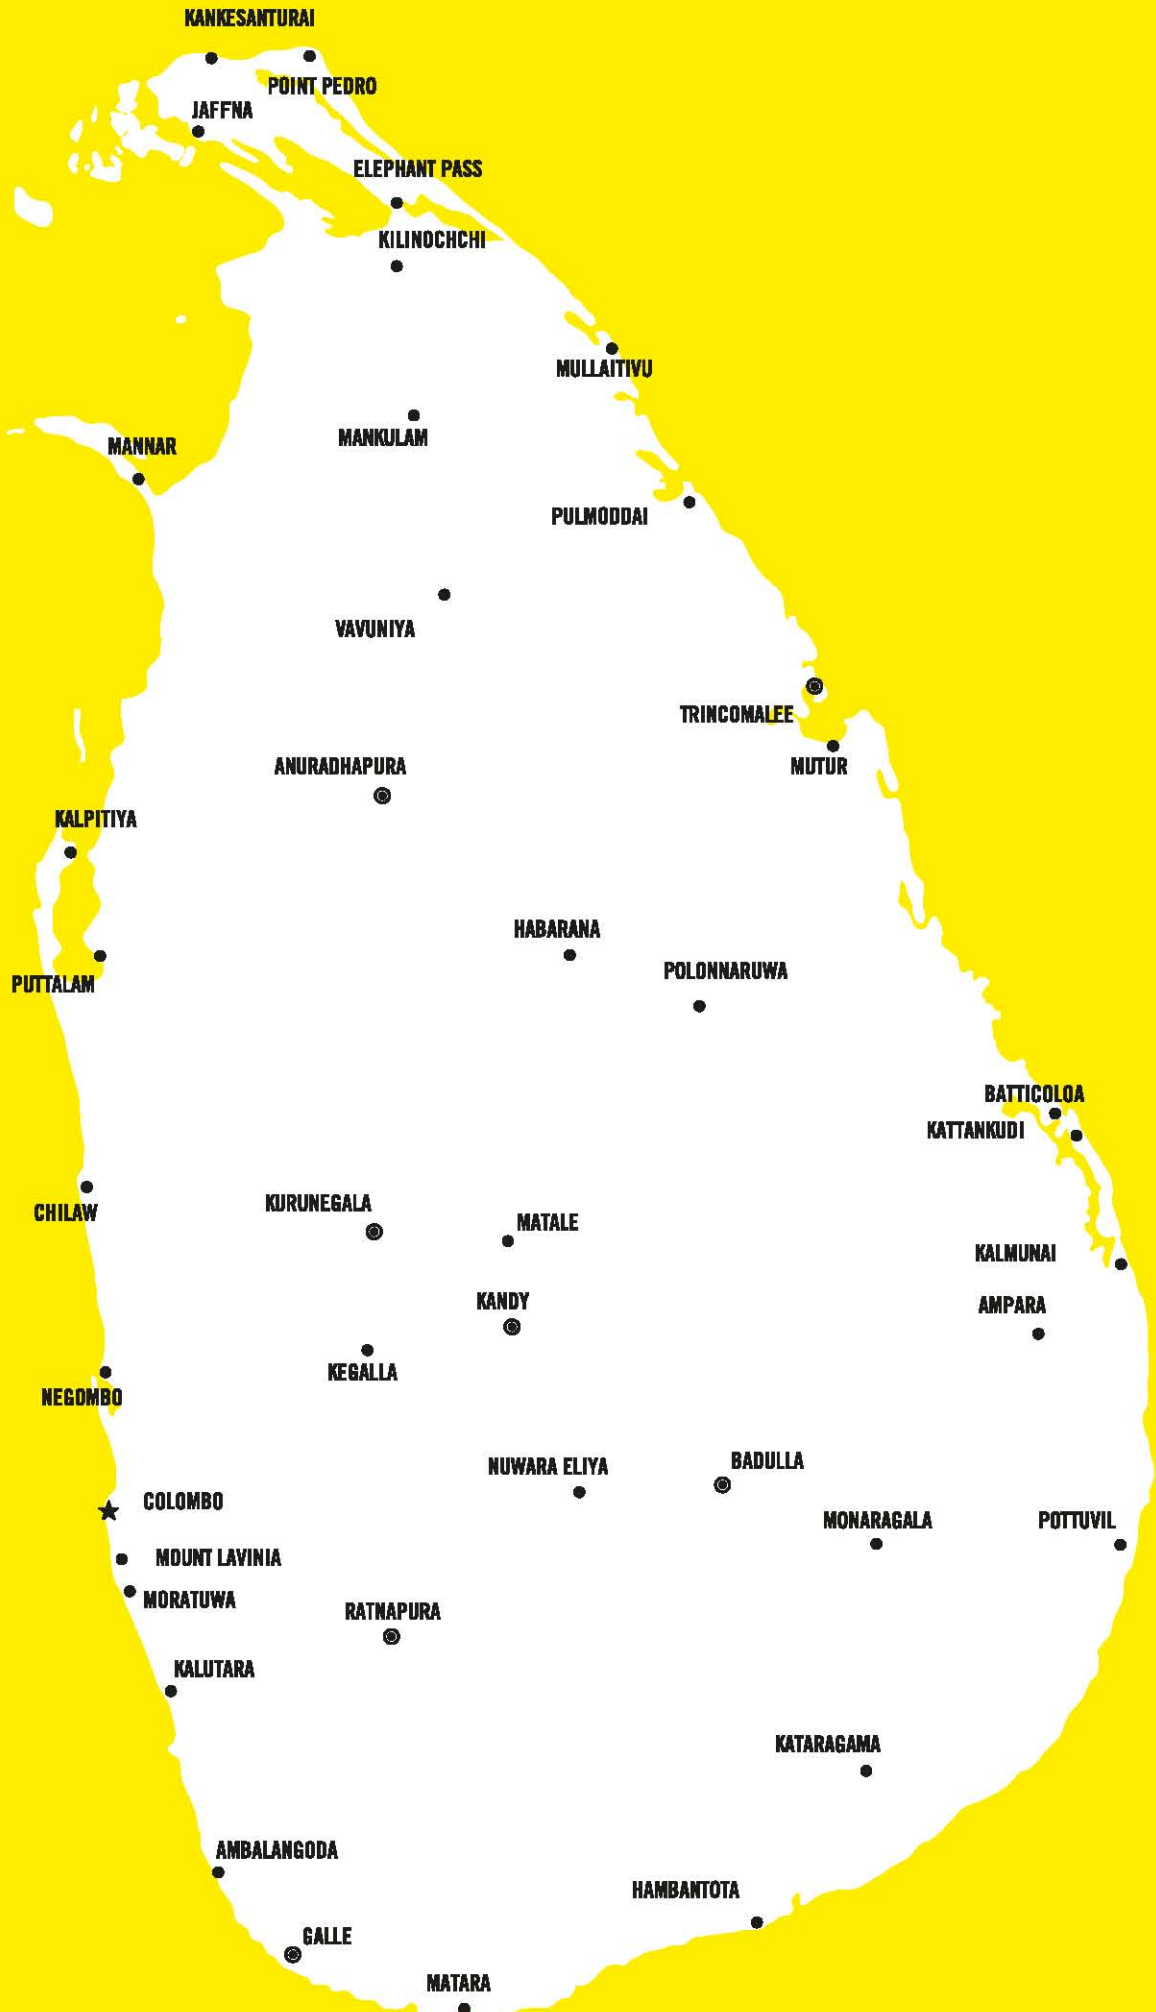 KANKESANTURAI
POINT PEDRO
JAFFNA
ELEPHANT PASS
KILINOCHCHI
MULLAITIVU
MANKULAM
MANNAR
PULMODDAI
VAVUNIYA
TRINCOMALEE
MUTUR
ANURADHAPURA
KALPITIYA
HABARANA
POLONNARUWA
PUTTALAM
BATTICOLOA
KATTANKUDI
KURUNEGALA
CHILAW
MATALE
KALMUNAI
KANDY
AMPARA
KEGALLA
NEGOMBO
NUWARA ELIYA
BADULLA
COLOMBO
MONARAGALA
POTTUVIL
MOUNT LAVINIA
MORATUWA
RATNAPURA
KALUTARA
KATARAGAMA
AMBALANGODA
HAMBANTOTA
GALLE
MATARA